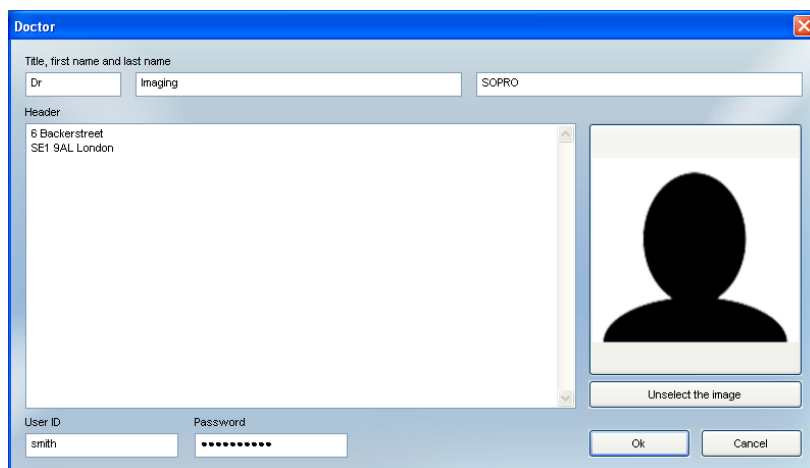 Doctor
Title, first name and last name
Dr Imaging SOPRO
Header
6 Backerstreet
SE1 9AL London
Unselect the image
User ID Password
smith ●●●●●●●●●●
Ok Cancel